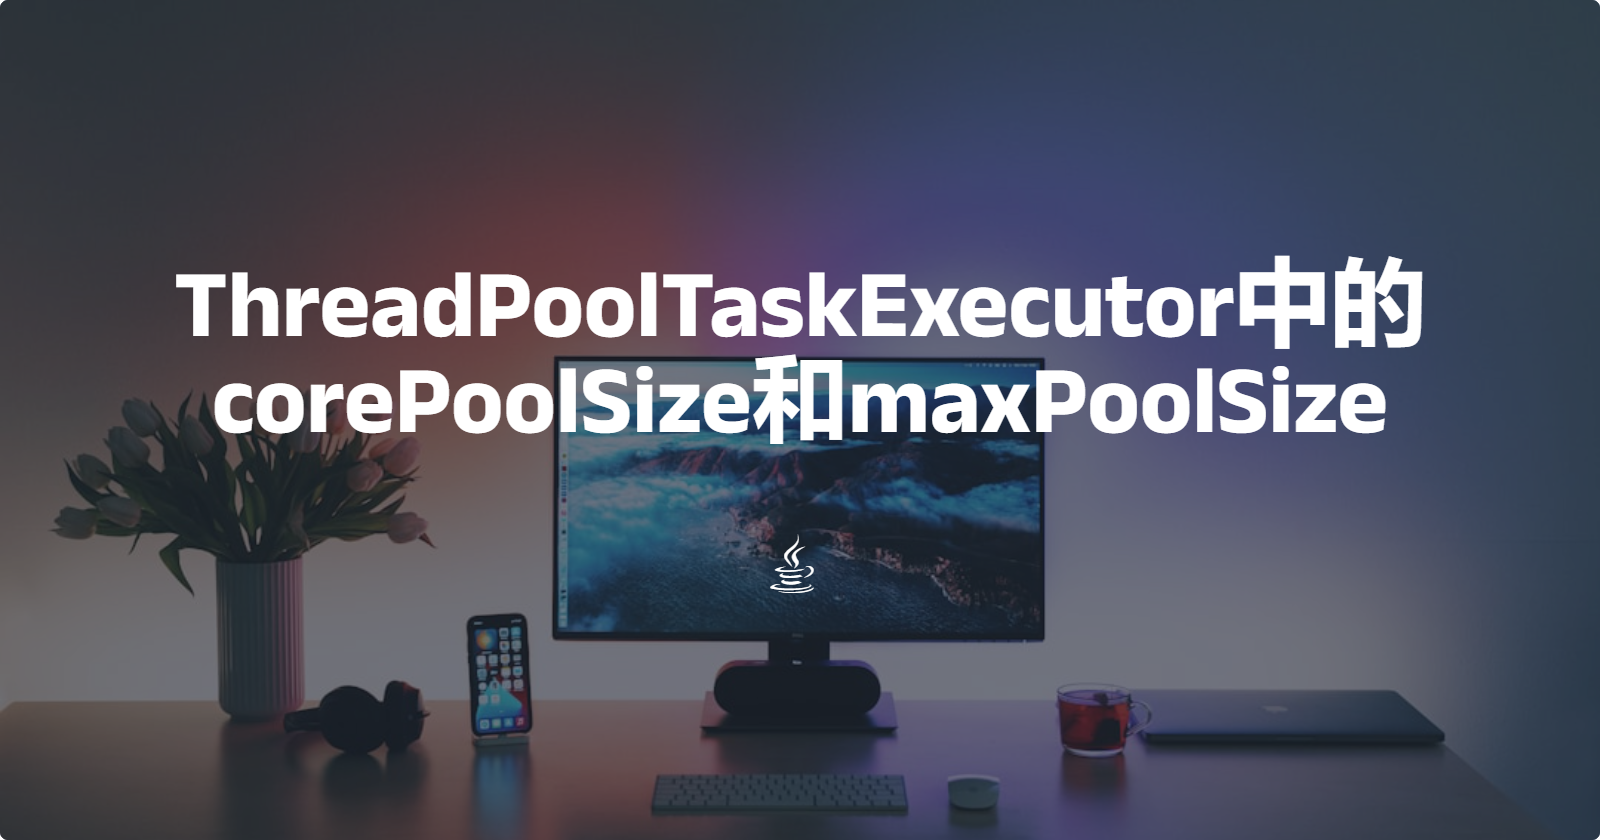 ThreadPoolTaskExecutor中的
corePoolSize和maxPoolSize